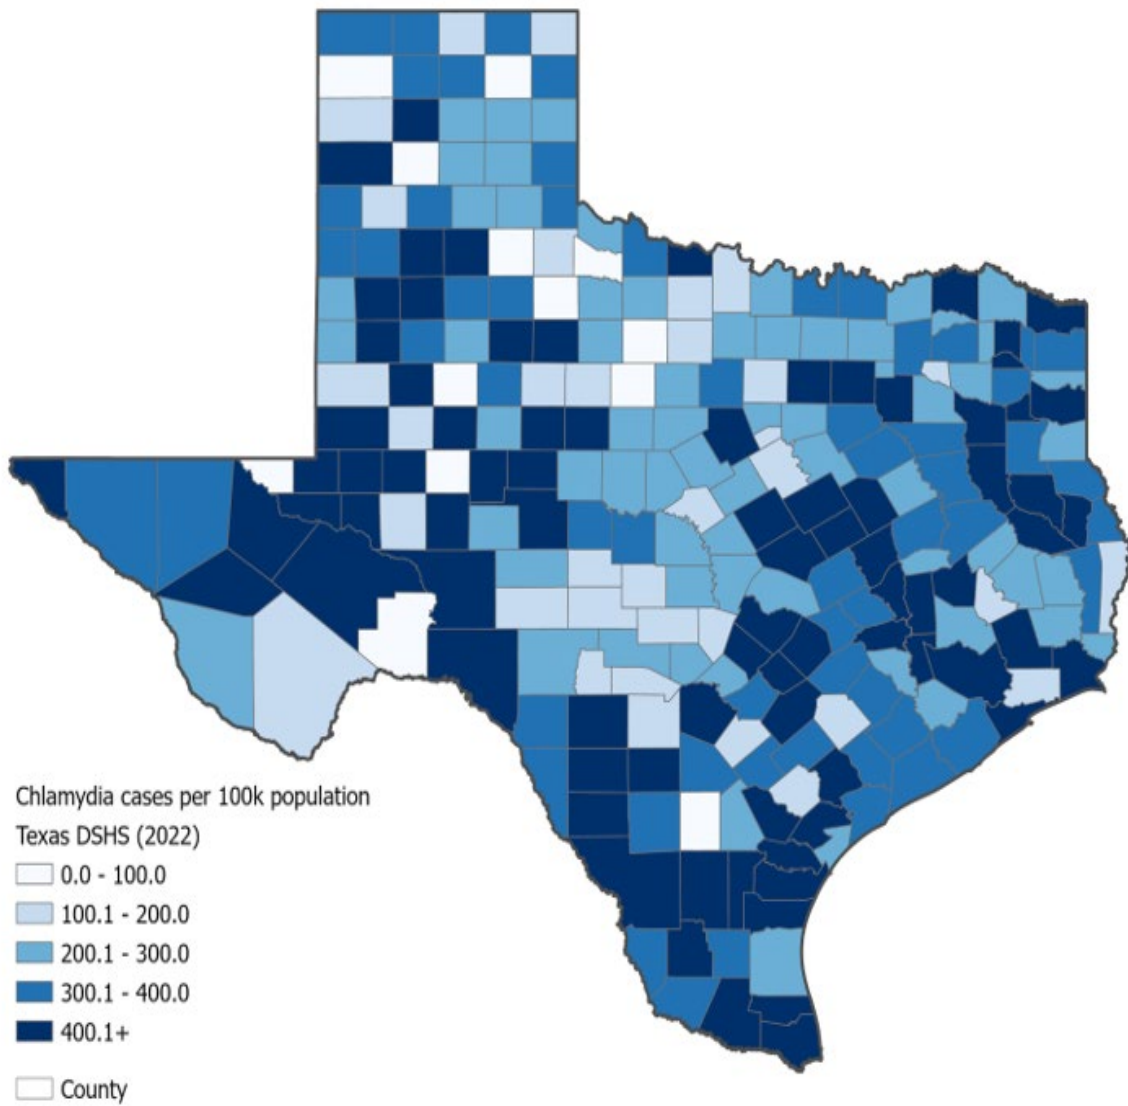 Chlamydia cases per 100k population
Texas DSHS (2022)
0.0 - 100.0
100.1 - 200.0
200.1 - 300.0
300.1 - 400.0
400.1+
County